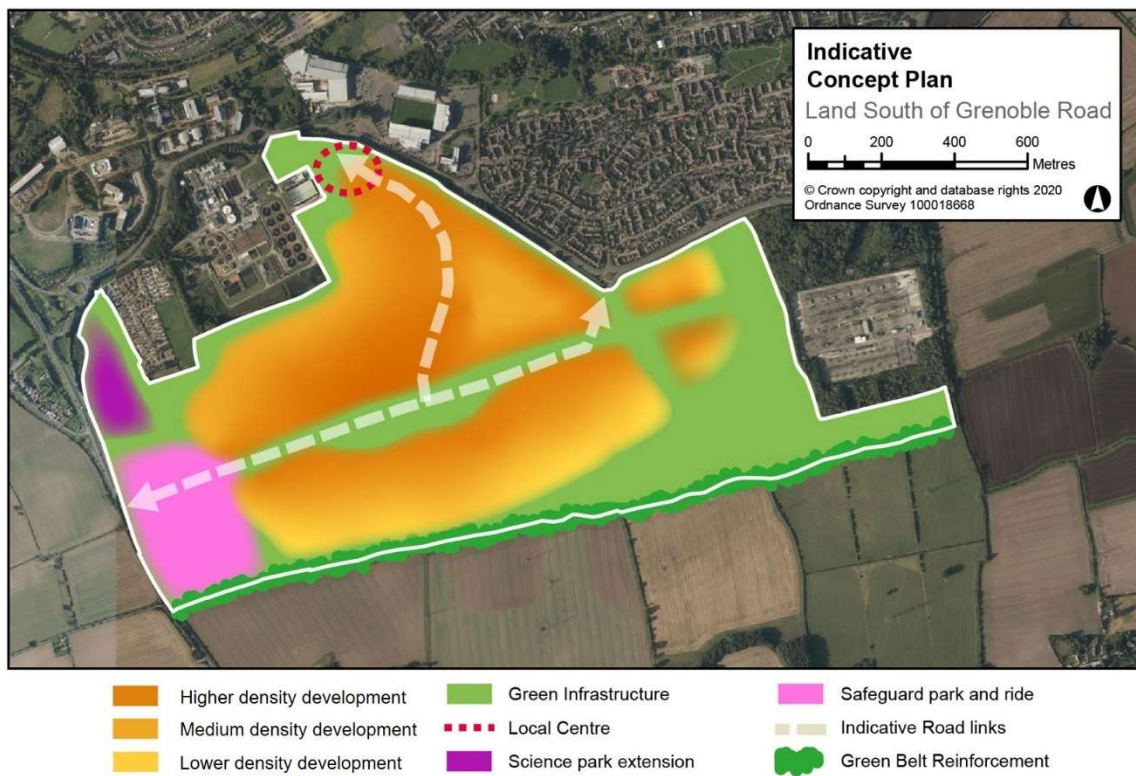 Indicative
Concept Plan
Land South of Grenoble Road
0 200 400 600
Metres
© Crown copyright and database rights 2020
Ordnance Survey 100018668
Higher density development
Medium density development
Lower density development
Green Infrastructure
Local Centre
Science park extension
Safeguard park and ride
Indicative Road links
Green Belt Reinforcement